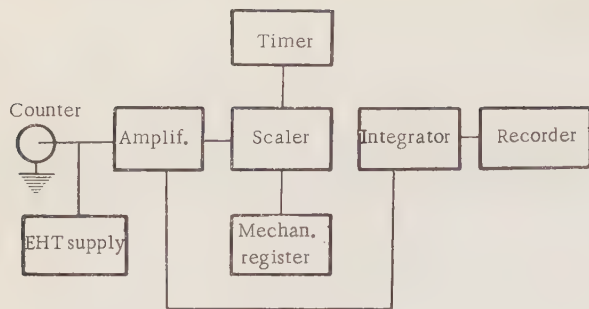 Timer
Counter
Amplif.
Scaler
Integrator
Recorder
EHT supply
Mechan.
register